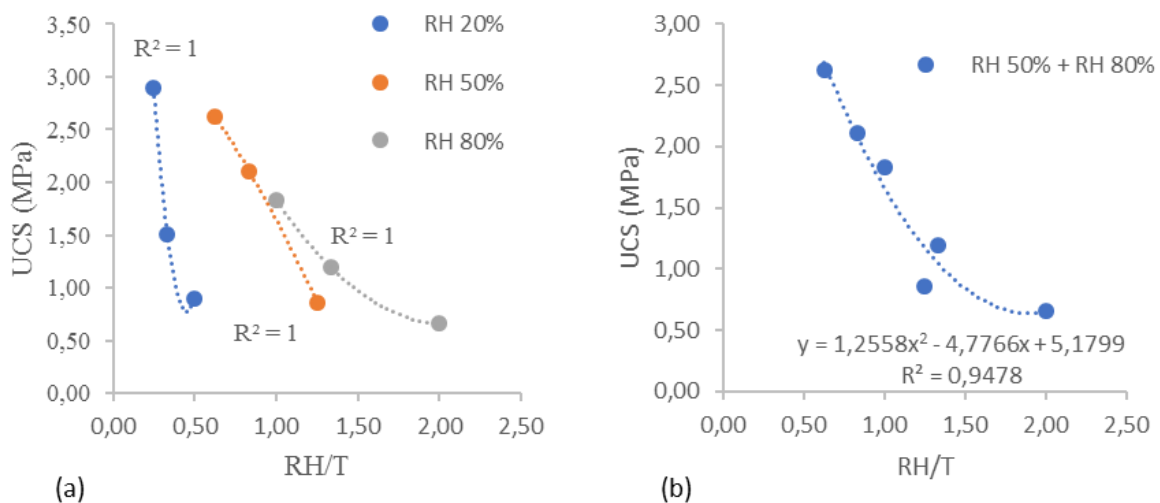 3,50
3,00
2,50
2,00
1,50
1,00
0,50
0,00
UCS (MPa)
R² = 1
R² = 1
R² = 1
RH 20%
RH 50%
RH 80%
0,00 0,50 1,00 1,50 2,00 2,50
RH/T
(a)
3,00
2,50
2,00
1,50
1,00
0,50
0,00
UCS (MPa)
RH 50% + RH 80%
y = 1,2558x² - 4,7766x + 5,1799
R² = 0,9478
0,00 0,50 1,00 1,50 2,00 2,50
RH/T
(b)